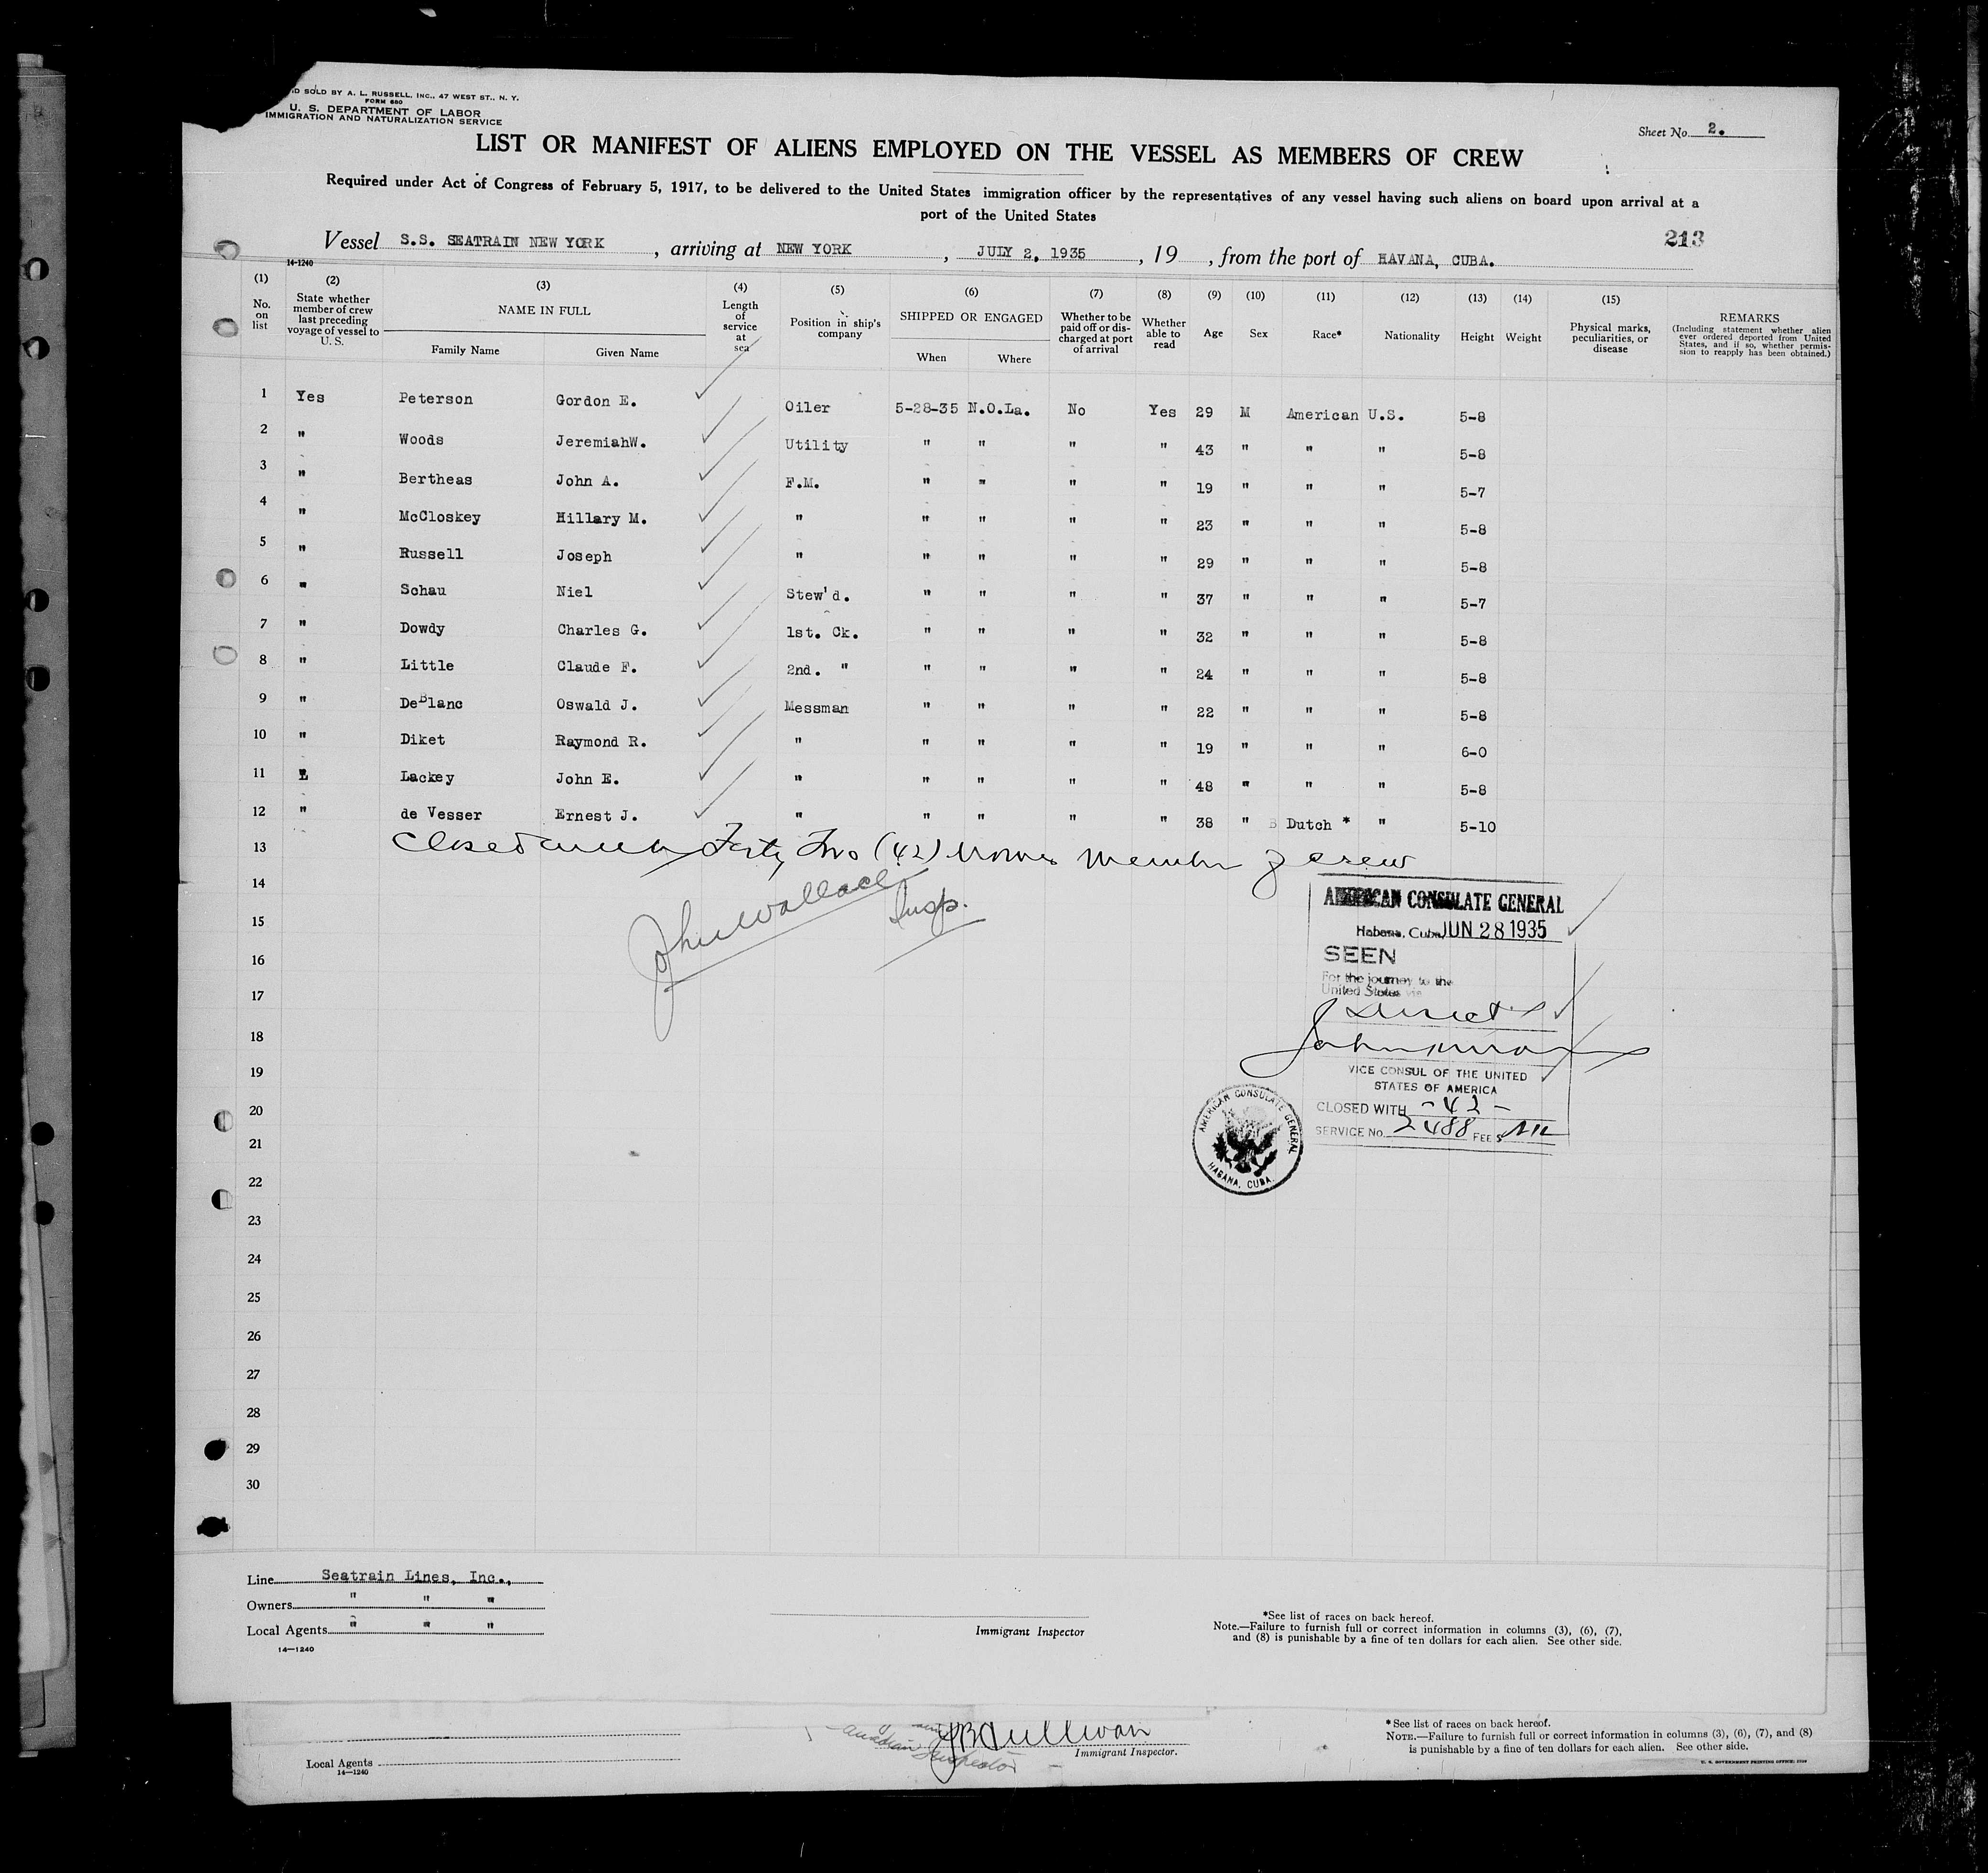 D SOLD BY A. L. RUSSELL, INC., 47 WEST ST., N. Y.
FORM 680
U. S. DEPARTMENT OF LABOR
IMMIGRATION AND NATURALIZATION SERVICE
Sheet No. 2.
LIST OR MANIFEST OF ALIENS EMPLOYED ON THE VESSEL AS MEMBERS OF CREW
Required under Act of Congress of February 5, 1917, to be delivered to the United States immigration officer by the representatives of any vessel having such aliens on board upon arrival at a
port of the United States
213
Vessel S.S. SEATRAIN NEW YORK , arriving at NEW YORK , JULY 2, 1935 , 19 , from the port of HAVANA, CUBA.
14-1240
(1) (2) (3) (4) (5) (6) (7) (8) (9) (10) (11) (12) (13) (14) (15)
No. on list
State whether member of crew last preceding voyage of vessel to U. S.
NAME IN FULL
Family Name Given Name
Length of service at sea
Position in ship's company
SHIPPED OR ENGAGED
When Where
Whether to be paid off or discharged at port of arrival
Whether able to read
Age Sex Race* Nationality Height Weight
Physical marks, peculiarities, or disease
REMARKS
(Including statement whether alien ever ordered deported from United States, and if so, whether permission to reapply has been obtained.)
1 Yes Peterson Gordon E. Oiler 5-28-35 N.O.La. No Yes 29 M American U.S. 5-8
2 " Woods JeremiahW. Utility " " " " 43 " " " 5-8
3 " Bertheas John A. F.M. " " " " 19 " " " 5-7
4 " McCloskey Hillary M. " " " " " 23 " " " 5-8
5 " Russell Joseph " " " " " 29 " " " 5-8
6 " Schau Niel Stew'd. " " " " 37 " " " 5-7
7 " Dowdy Charles G. 1st. Ck. " " " " 32 " " " 5-8
8 " Little Claude F. 2nd. " " " " " 24 " " " 5-8
9 " DeBlanc Oswald J. Messman " " " " 22 " " " 5-8
10 " Diket Raymond R. " " " " " 19 " " " 6-0
11 " Lackey John E. " " " " " 48 " " " 5-8
12 " de Vesser Ernest J. " " " " " 38 " Dutch * " 5-10
13 Closed Forty Two (42) member of crew
14
15
16
17
18
19
20
21
22
23
24
25
26
27
28
29
30
John Wallace
Insp.
AMERICAN CONSULATE GENERAL
Habana, Cuba JUN 28 1935
SEEN
For the journey to the
United States via
Direct
VICE CONSUL OF THE UNITED
STATES OF AMERICA
CLOSED WITH - 42 -
SERVICE No. 2488 FEE $ Nil
AMERICAN CONSULATE GENERAL
HABANA, CUBA.
Line Seatrain Lines, Inc.,
Owners " " "
Local Agents " " "
14—1240
Immigrant Inspector
*See list of races on back hereof.
Note.—Failure to furnish full or correct information in columns (3), (6), (7),
and (8) is punishable by a fine of ten dollars for each alien. See other side.
Local Agents
14—1240
Immigrant Inspector.
* See list of races on back hereof.
NOTE.—Failure to furnish full or correct information in columns (3), (6), (7), and (8)
is punishable by a fine of ten dollars for each alien. See other side.